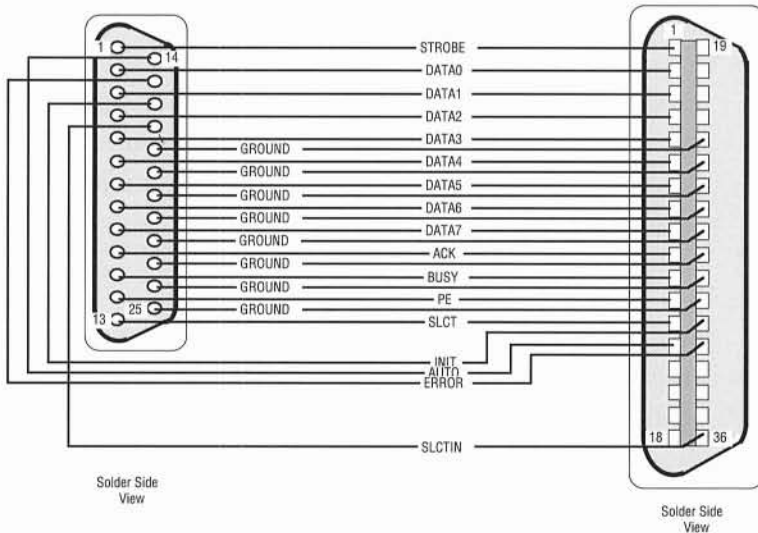 1
19
1
STROBE
14
DATA0
DATA1
DATA2
DATA3
GROUND
DATA4
GROUND
DATA5
GROUND
DATA6
GROUND
DATA7
GROUND
ACK
GROUND
BUSY
GROUND
PE
25
GROUND
13
SLCT
INIT
AUTO
ERROR
18
36
SLCTIN
Solder Side
View
Solder Side
View